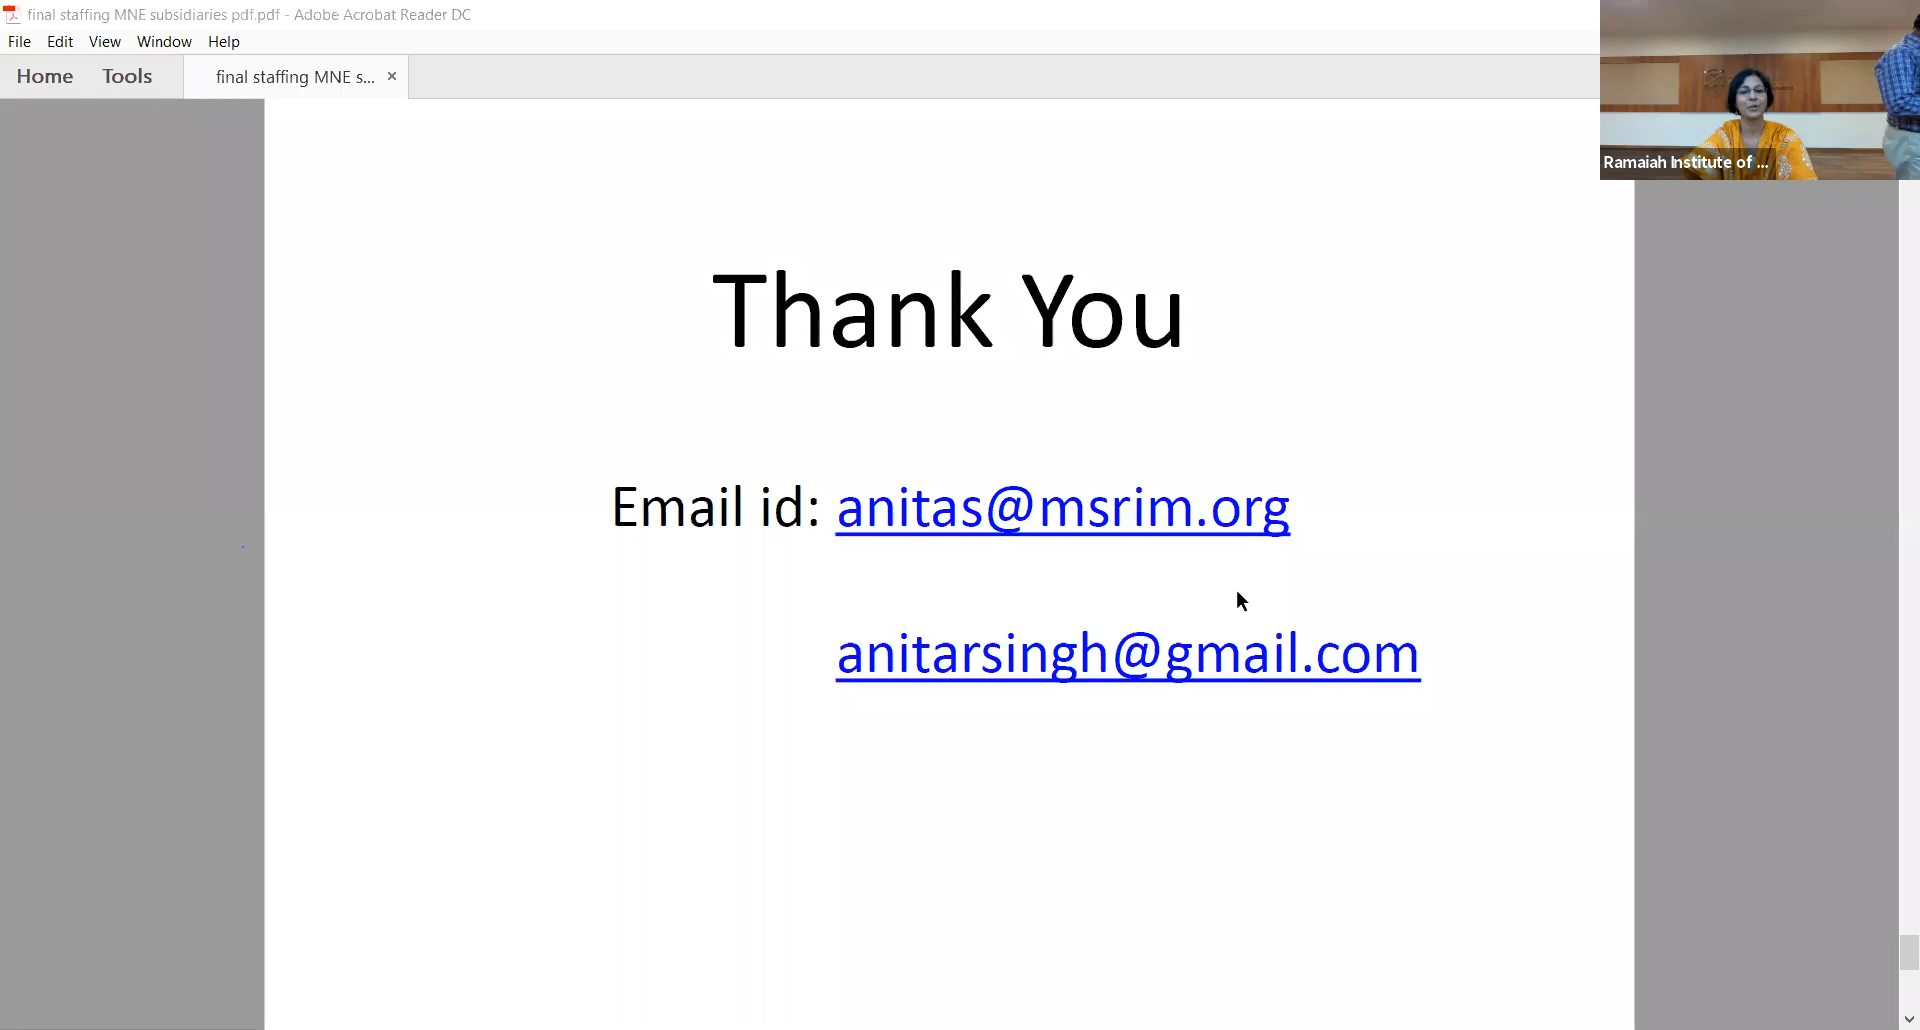 final staffing MNE subsidiaries pdf.pdf - Adobe Acrobat Reader DC
File Edit View Window Help
Home Tools final staffing MNE s... ×
Ramaiah Institute of ...
Thank You
Email id: anitas@msrim.org
anitarsingh@gmail.com